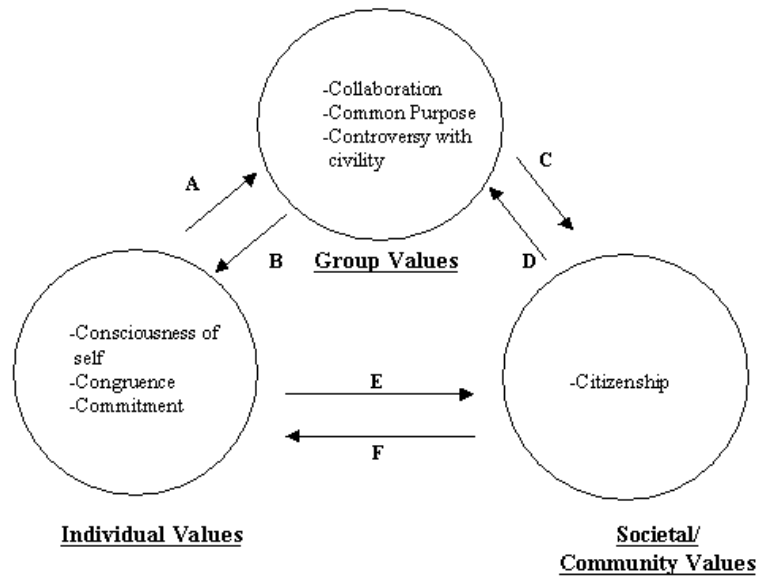 -Collaboration
-Common Purpose
-Controversy with
civility
A
C
B
Group Values
D
-Consciousness of
self
-Congruence
-Commitment
E
-Citizenship
F
Individual Values
Societal/
Community Values